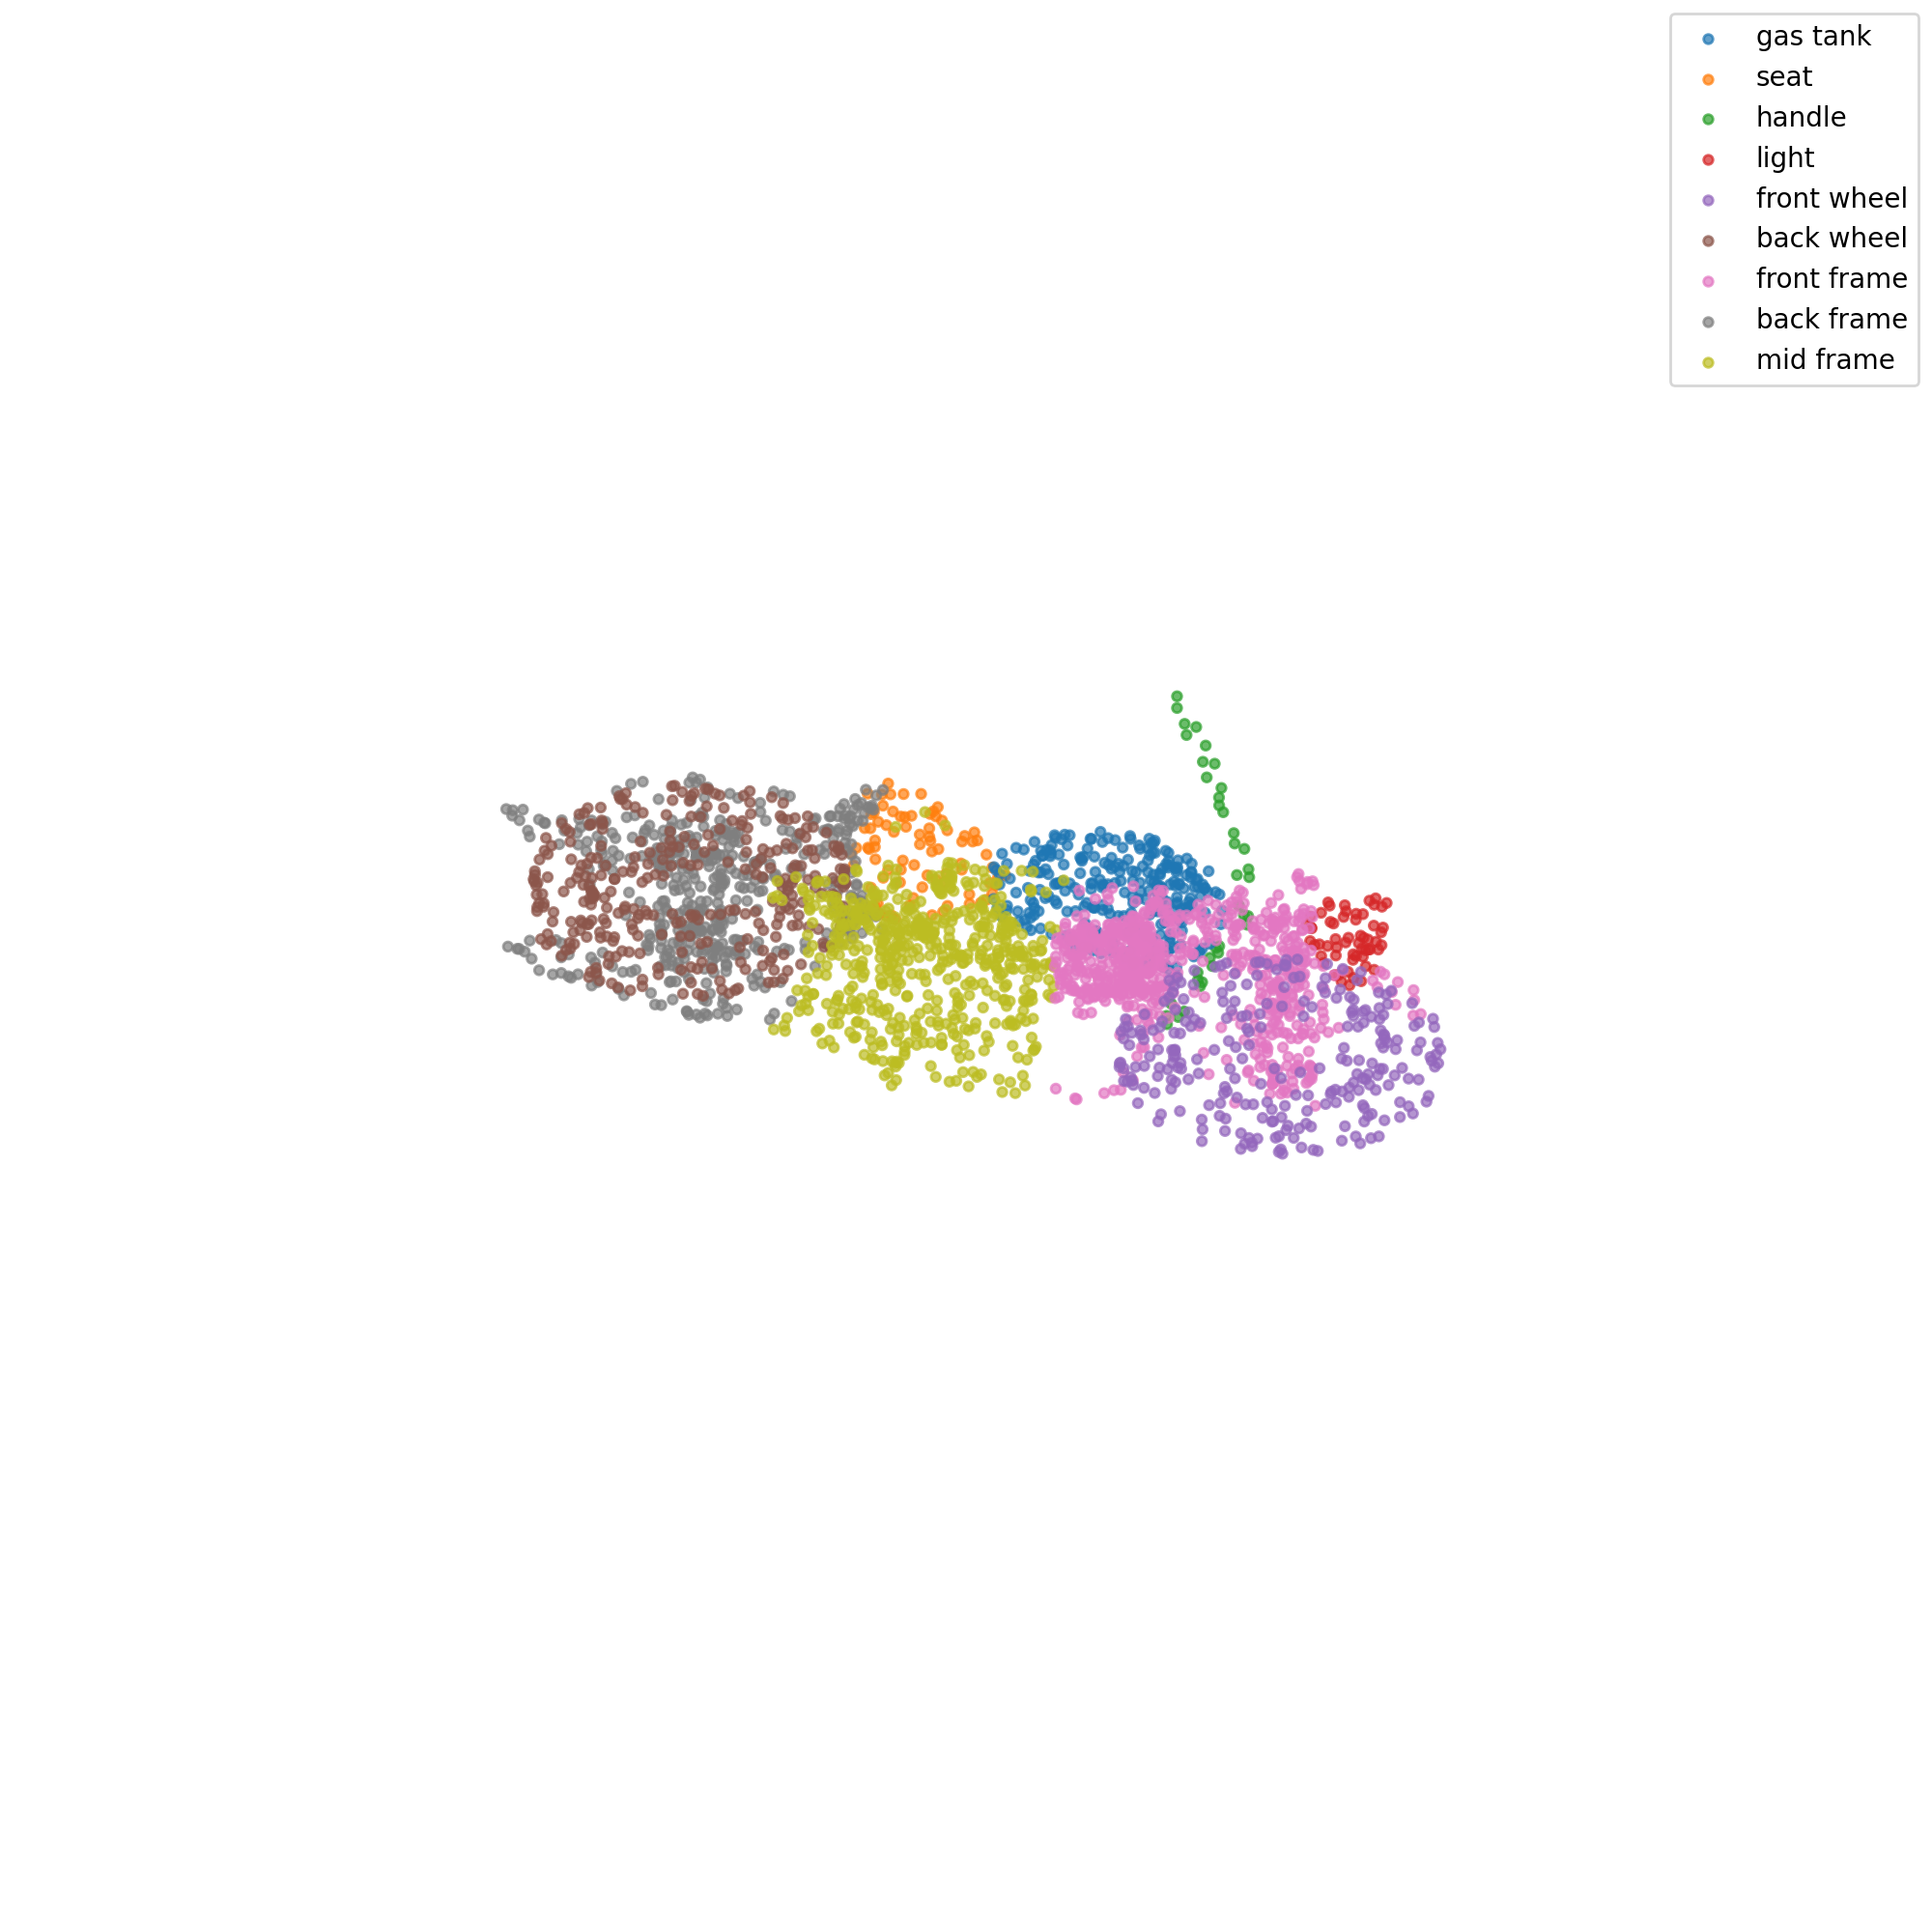 gas tank
seat
handle
light
front wheel
back wheel
front frame
back frame
mid frame